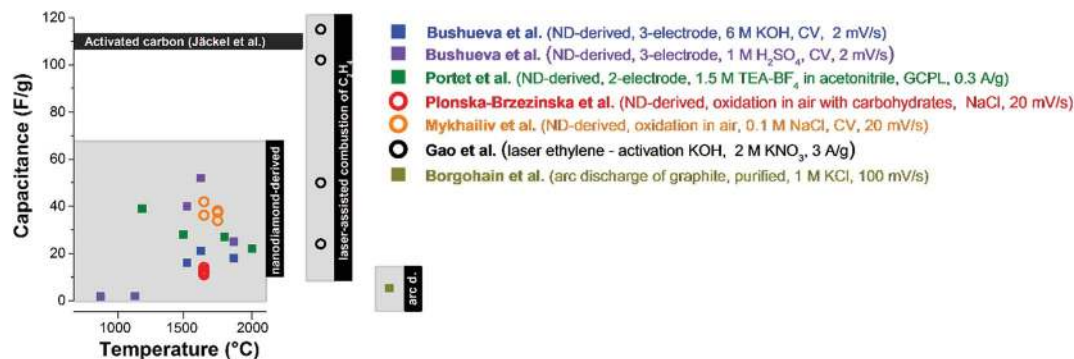 120
100
80
60
40
20
0
Capacitance (F/g)
Activated carbon (Jäckel et al.)
nanodiamond-derived
laser-assisted combustion of C₂H₄
arc d.
1000
1500
2000
Temperature (°C)
Bushueva et al. (ND-derived, 3-electrode, 6 M KOH, CV, 2 mV/s)
Bushueva et al. (ND-derived, 3-electrode, 1 M H₂SO₄, CV, 2 mV/s)
Portet et al. (ND-derived, 2-electrode, 1.5 M TEA-BF₄ in acetonitrile, GCPL, 0.3 A/g)
Plonska-Brzezinska et al. (ND-derived, oxidation in air with carbohydrates, NaCl, 20 mV/s)
Mykhailiv et al. (ND-derived, oxidation in air, 0.1 M NaCl, CV, 20 mV/s)
Gao et al. (laser ethylene - activation KOH, 2 M KNO₃, 3 A/g)
Borgohain et al. (arc discharge of graphite, purified, 1 M KCl, 100 mV/s)